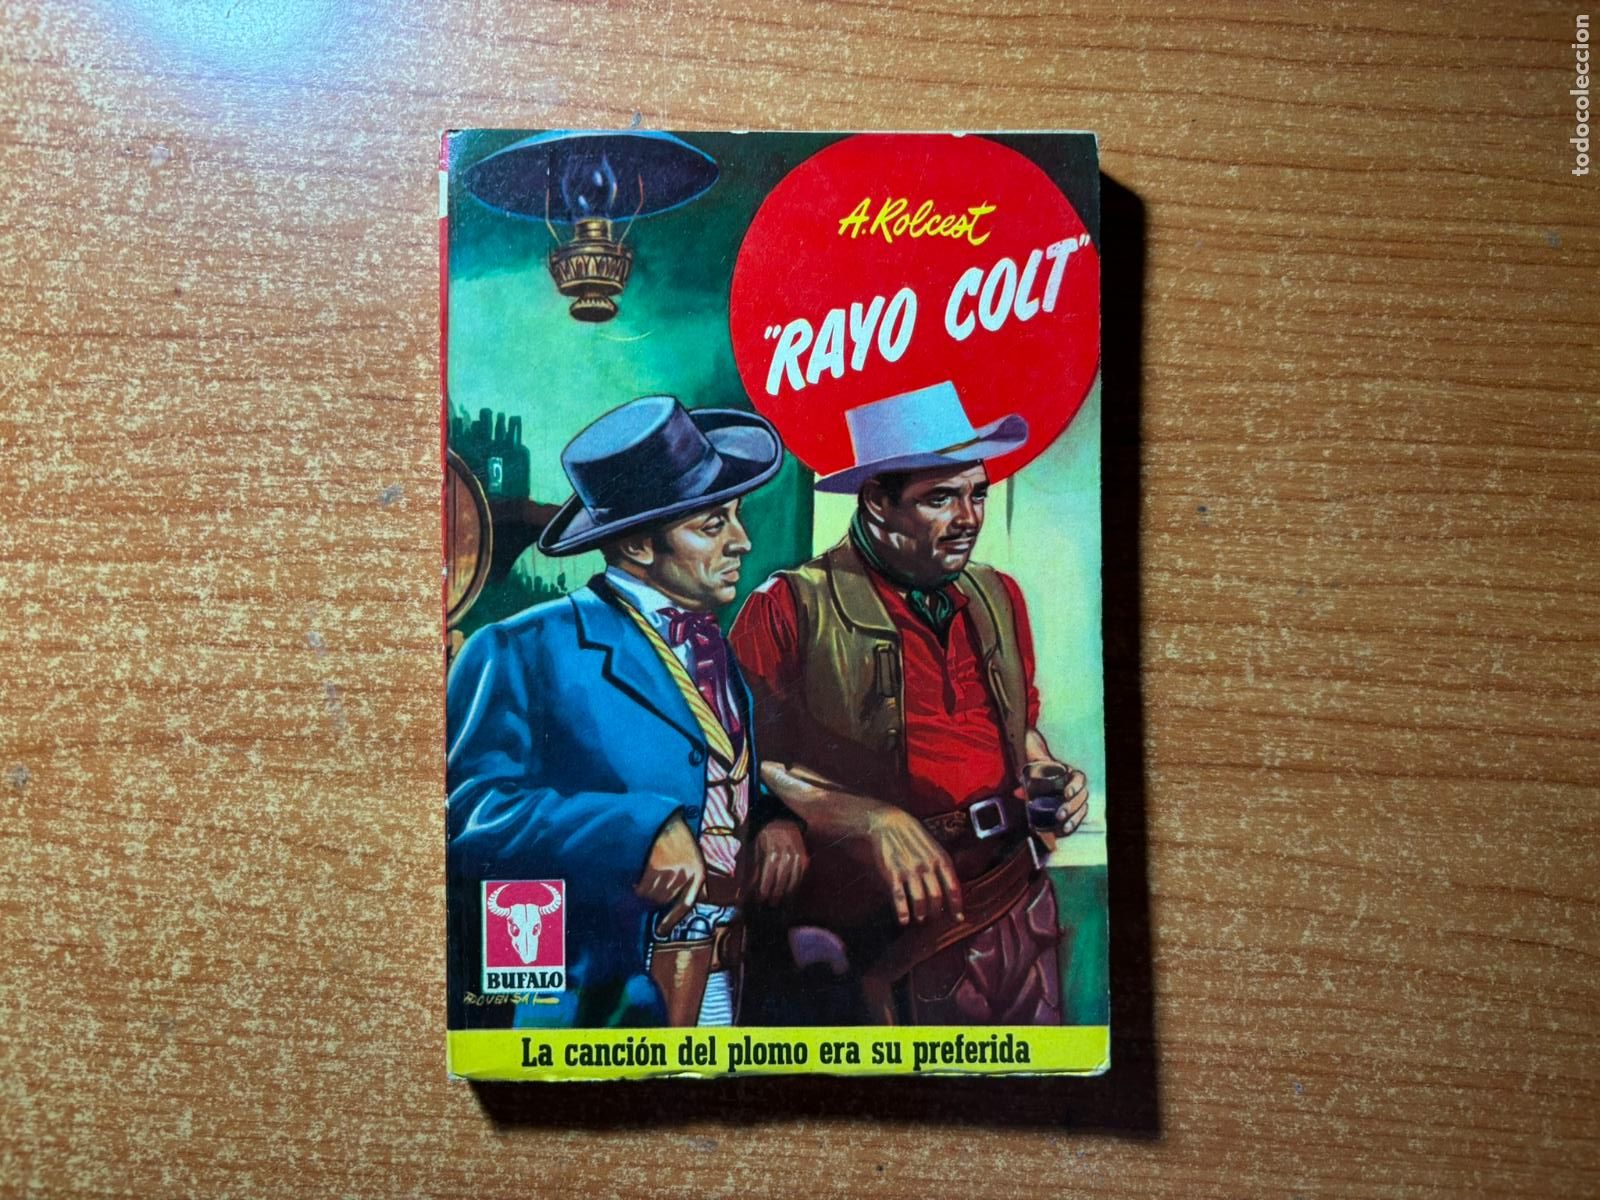 A. Rolcest
"RAYO COLT"
BUFALO
La canción del plomo era su preferida
todocoleccion